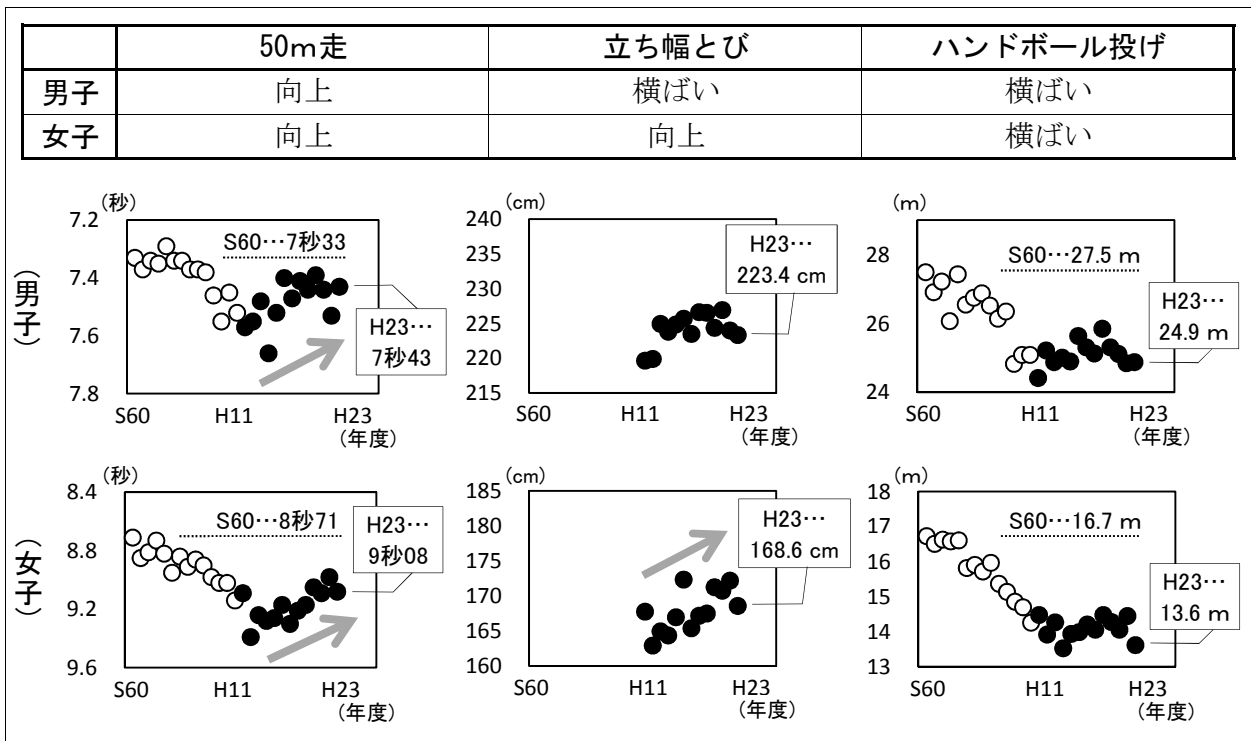 50m走 立ち幅とび ハンドボール投げ
男子 向上 横ばい 横ばい
女子 向上 向上 横ばい
(男子)
(秒)
7.2
7.4
7.6
7.8
S60…7秒33
H23…
7秒43
S60 H11 H23
(年度)
(cm)
240
235
230
225
220
215
H23…
223.4 cm
S60 H11 H23
(年度)
(m)
28
26
24
S60…27.5 m
H23…
24.9 m
S60 H11 H23
(年度)
(女子)
(秒)
8.4
8.8
9.2
9.6
S60…8秒71
H23…
9秒08
S60 H11 H23
(年度)
(cm)
185
180
175
170
165
160
H23…
168.6 cm
S60 H11 H23
(年度)
(m)
18
17
16
15
14
13
S60…16.7 m
H23…
13.6 m
S60 H11 H23
(年度)